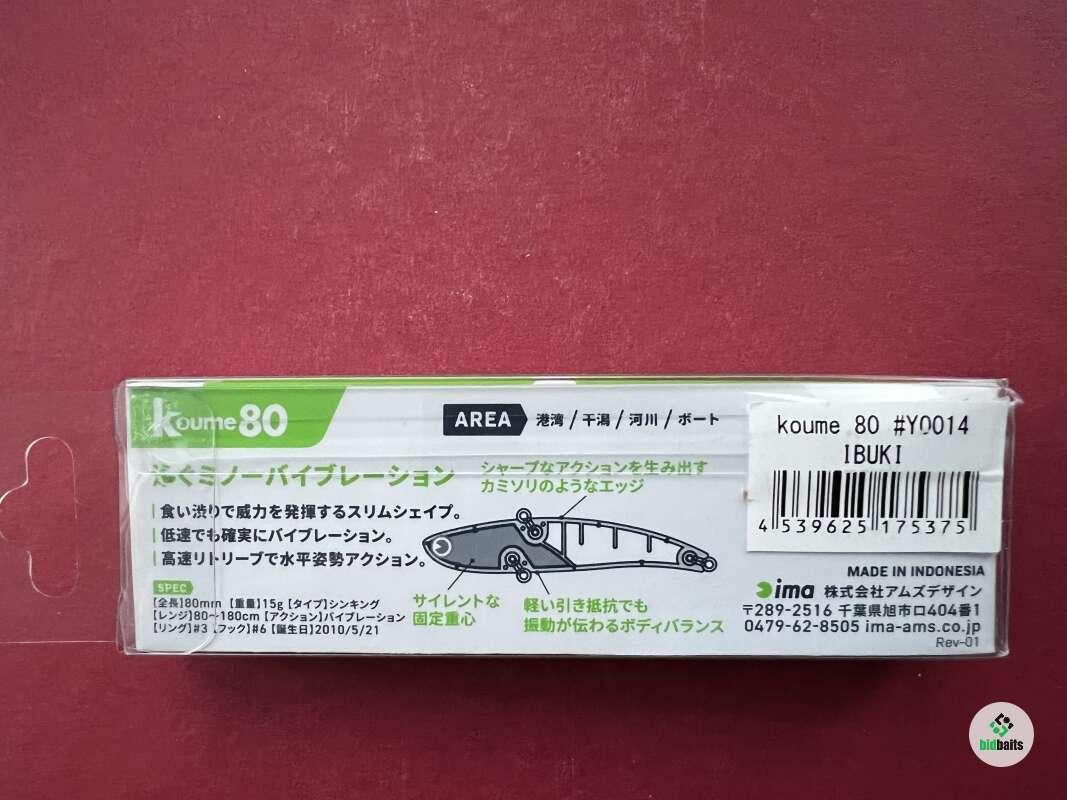 koume80
AREA 港湾 / 干潟 / 河川 / ボート
泳ぐミノーバイブレーション
食い渋りで威力を発揮するスリムシェイプ。
低速でも確実にバイブレーション。
高速リトリーブで水平姿勢アクション。
SPEC
【全長】80mm 【重量】15g 【タイプ】シンキング
【レンジ】80~180cm 【アクション】バイブレーション
【リング】#3 【フック】#6 【誕生日】2010/5/21
シャープなアクションを生み出す
カミソリのようなエッジ
サイレントな
固定重心
軽い引き抵抗でも
振動が伝わるボディバランス
koume 80 #Y0014
IBUKI
4 539625 175375
MADE IN INDONESIA
ima 株式会社アムズデザイン
〒289-2516 千葉県旭市ロ404番1
0479-62-8505 ima-ams.co.jp
Rev-01
bidbaits